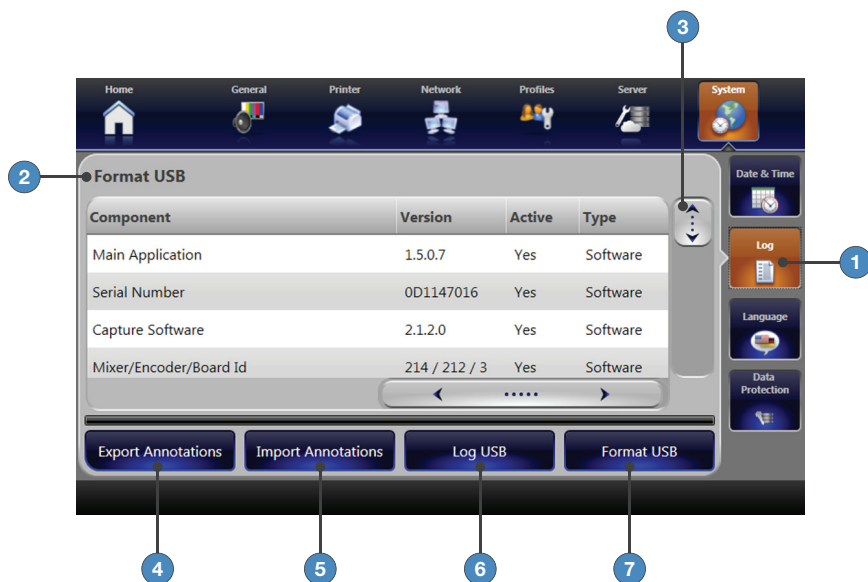 3
Home General Printer Network Profiles Server System
2
Format USB
Date & Time
Component Version Active Type
Main Application 1.5.0.7 Yes Software
Log
1
Serial Number 0D1147016 Yes Software
Capture Software 2.1.2.0 Yes Software
Language
Mixer/Encoder/Board Id 214 / 212 / 3 Yes Software
Data
Protection
Export Annotations Import Annotations Log USB Format USB
4 5 6 7